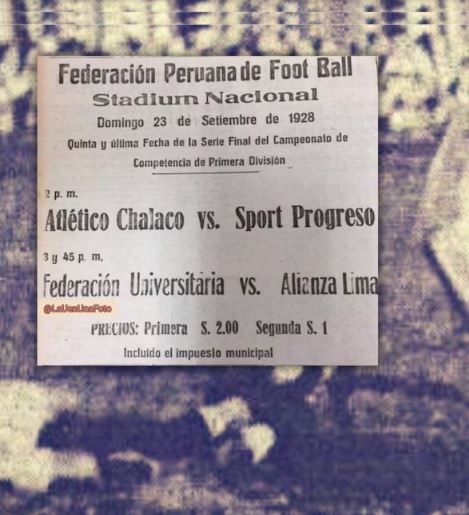 Federación Peruana de Foot Ball
Stadium Nacional
Domingo 23 de Setiembre de 1928
Quinta y última Fecha de la Serie Final del Campeonato de
Competencia de Primera División
2 p. m.
Atlético Chalaco vs. Sport Progreso
3 y 45 p. m.
Federación Universitaria vs. Alianza Lima
@LaUenUnaFoto
PRECIOS: Primera S. 2.00 Segunda S. 1
Incluido el impuesto municipal